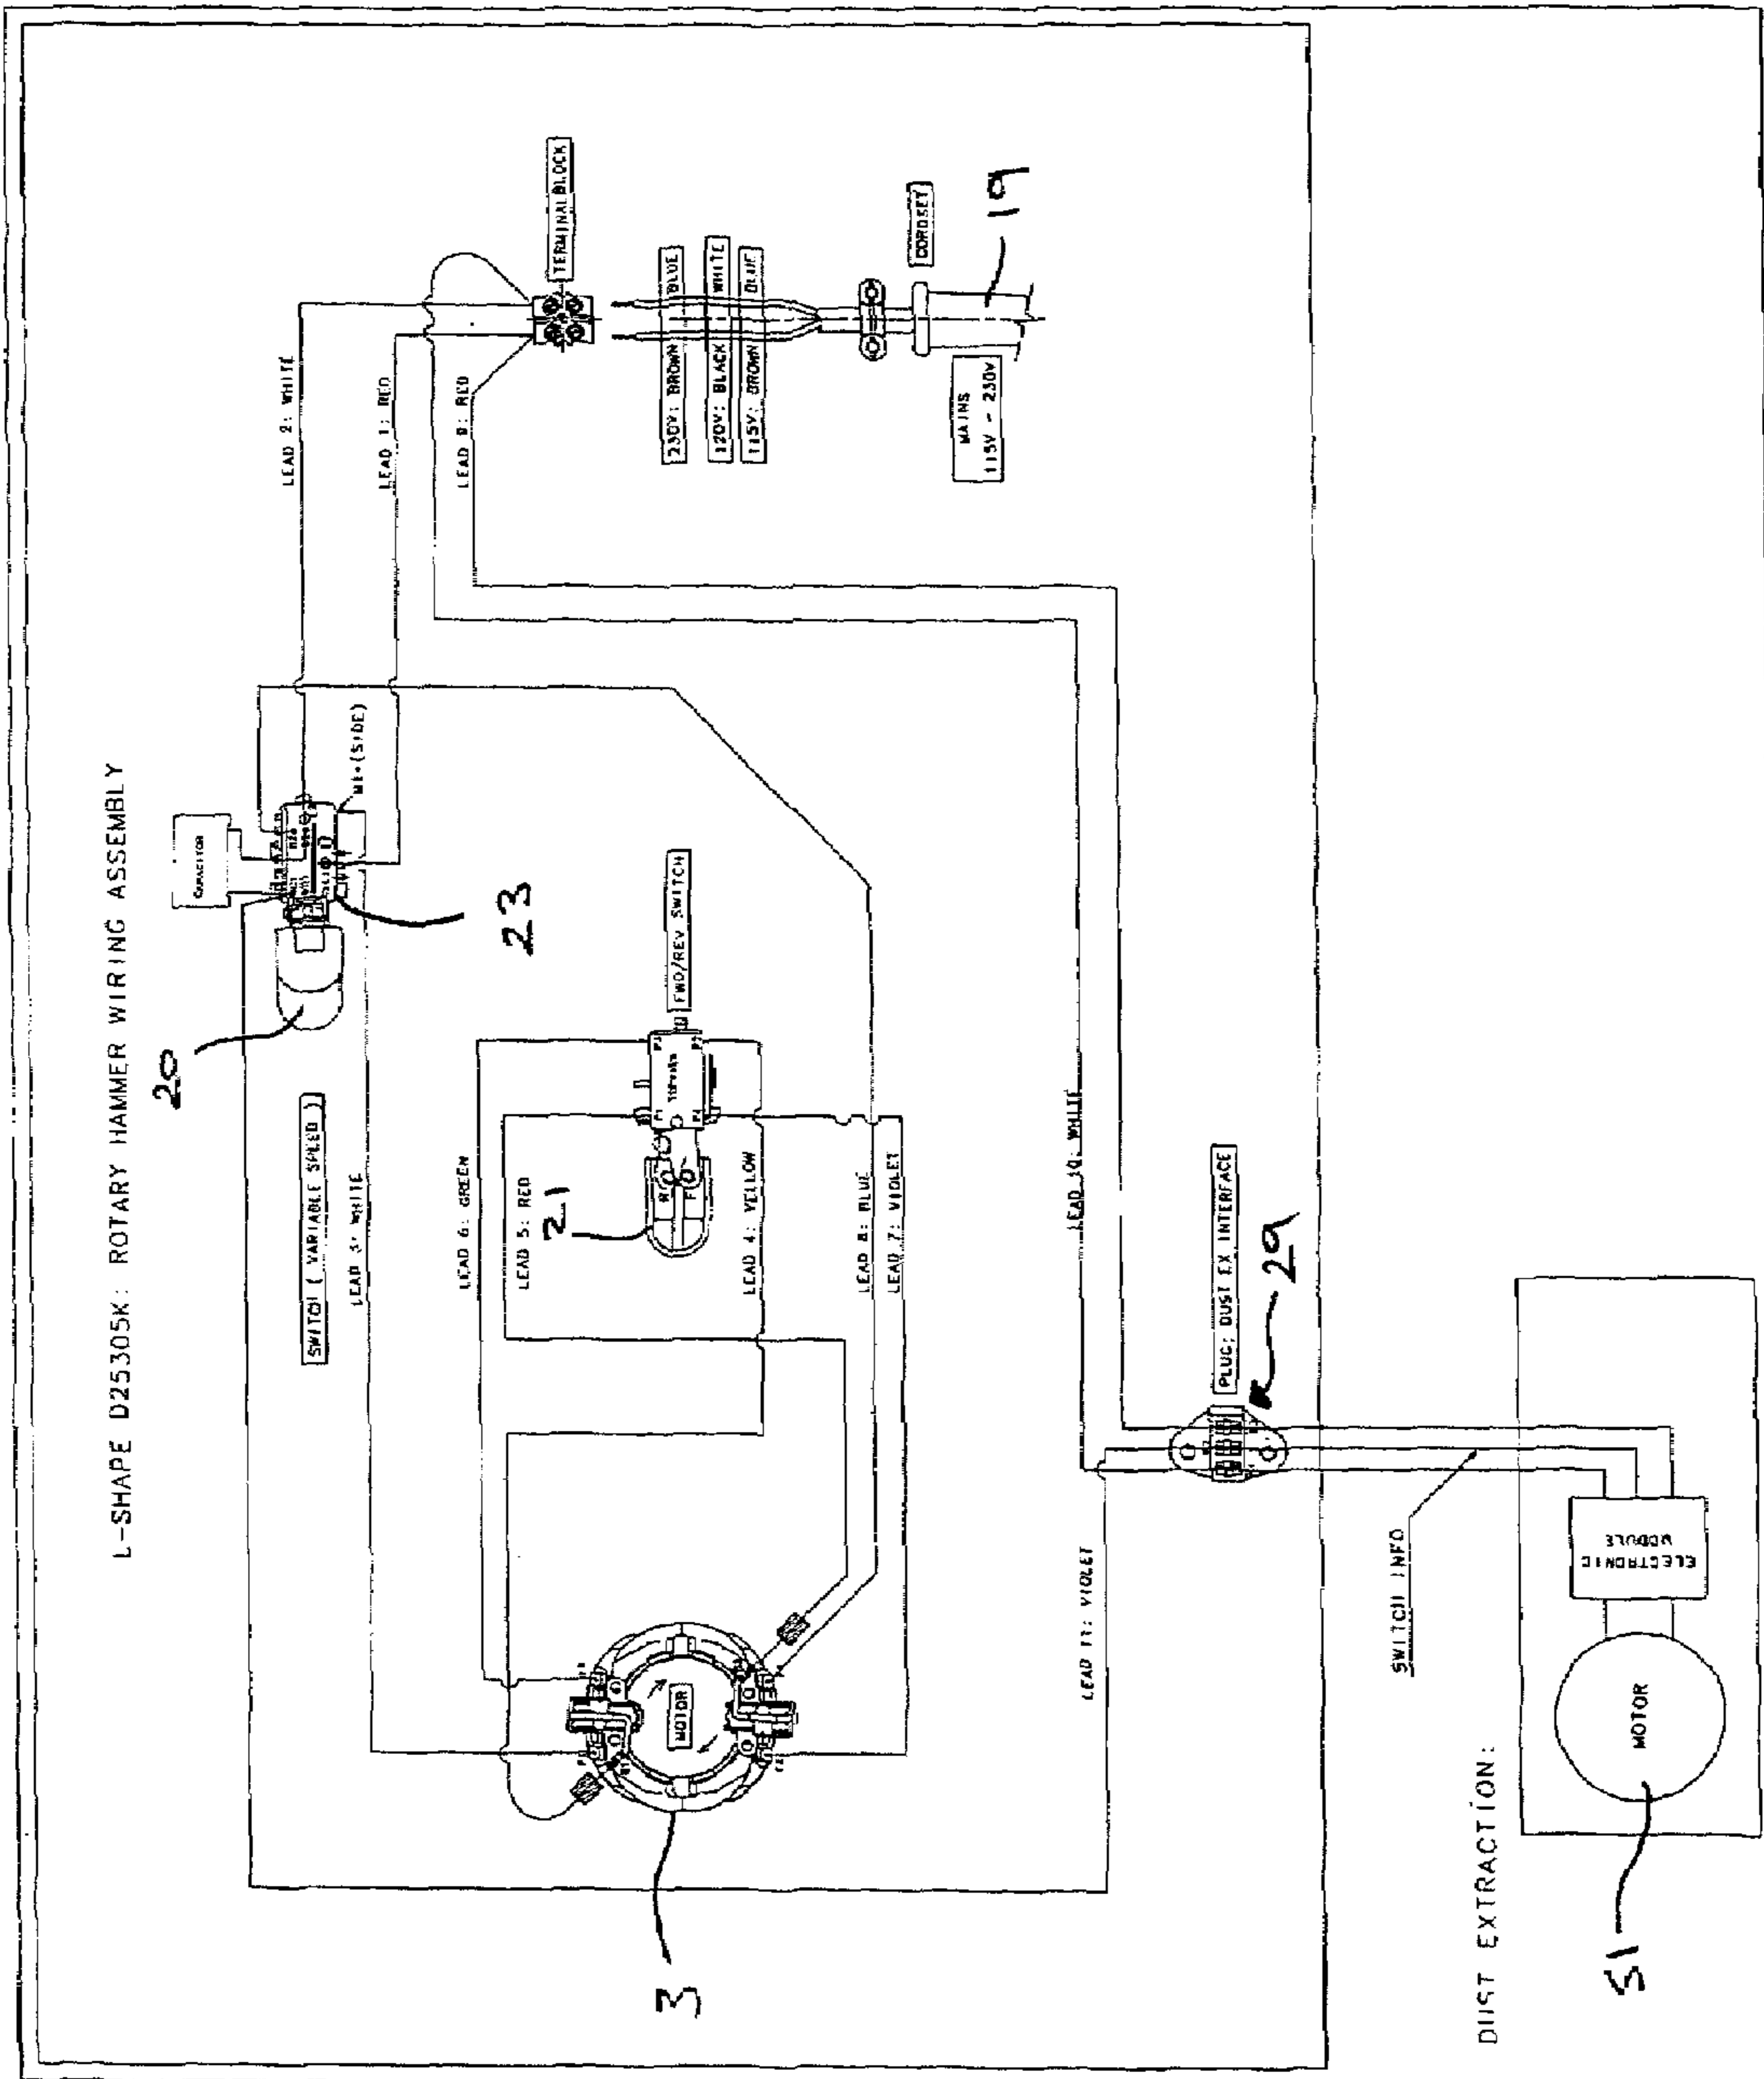 L-SHAPE D25305K: ROTARY HAMMER WIRING ASSEMBLY
20
CAPACITOR
23
SWITCH ( VARIABLE SPEED )
LEAD 3: WHITE
LEAD 2: WHITE
LEAD 1: RED
LEAD 9: RED
TERMINAL BLOCK
LEAD 6: GREEN
LEAD 5: RED
21
R
F
FWD/REV SWITCH
LEAD 4: YELLOW
LEAD 8: BLUE
LEAD 7: VIOLET
230V: BROWN BLUE
120V: BLACK WHITE
115V: BROWN BLUE
CORDSET
MAINS
115V - 230V
19
3
MOTOR
LEAD 10: WHITE
LEAD 11: VIOLET
PLUG: DUST EX INTERFACE
29
SWITCH INFO
DUST EXTRACTION:
ELECTRONIC
MODULE
MOTOR
51